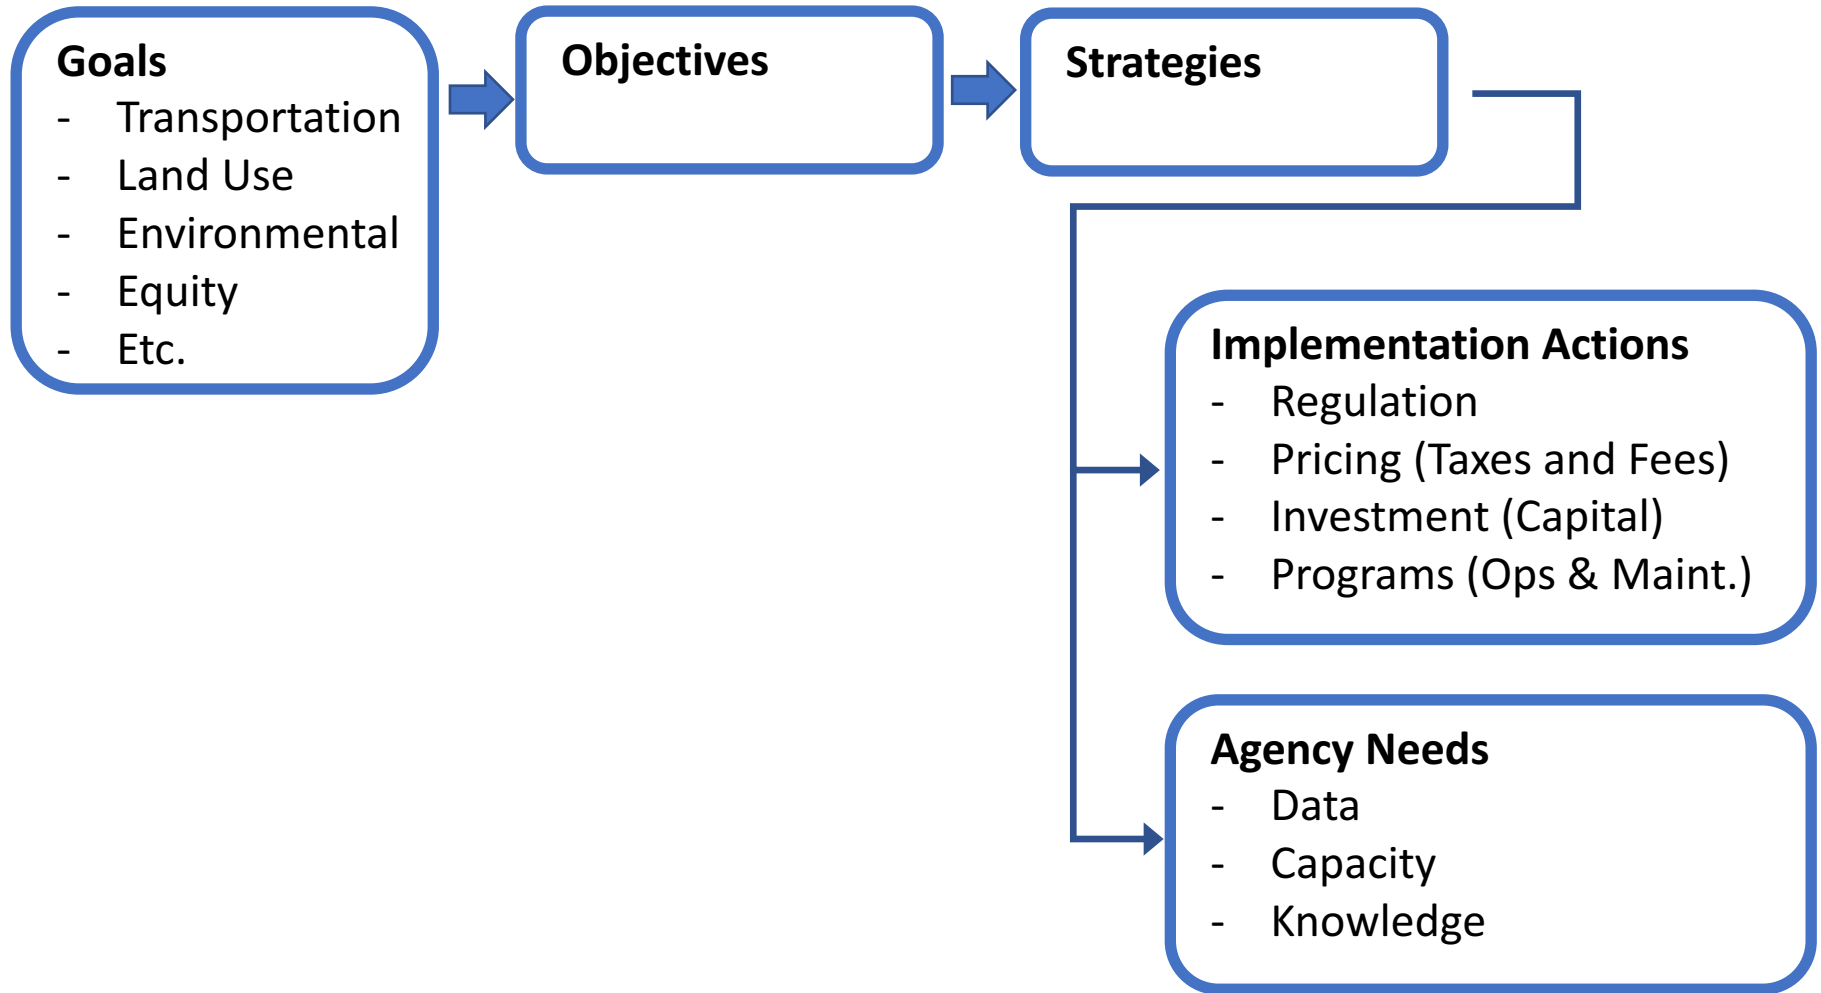 Goals
- Transportation
- Land Use
- Environmental
- Equity
- Etc.
Objectives
Strategies
Implementation Actions
- Regulation
- Pricing (Taxes and Fees)
- Investment (Capital)
- Programs (Ops & Maint.)
Agency Needs
- Data
- Capacity
- Knowledge